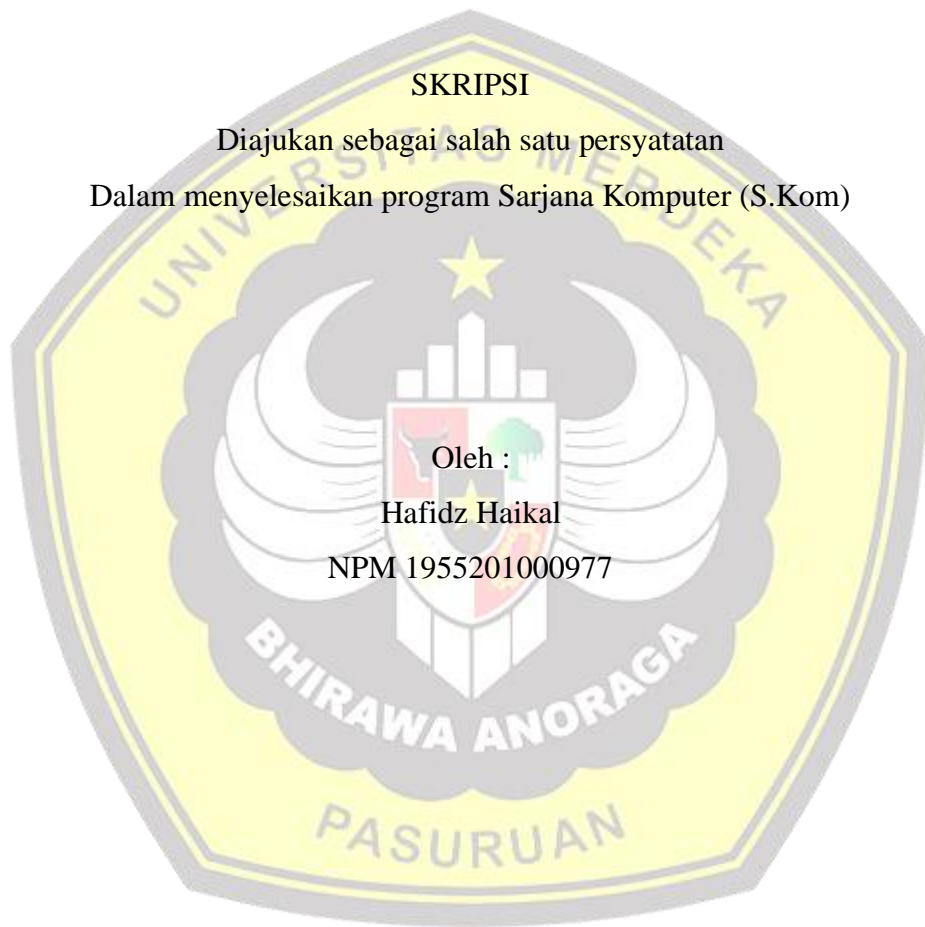 SKRIPSI
Diajukan sebagai salah satu persyatatan
Dalam menyelesaikan program Sarjana Komputer (S.Kom)
UNIVERSITAS MERDEKA
Oleh :
Hafidz Haikal
NPM 1955201000977
BHIRAWA ANORAGA
PASURUAN